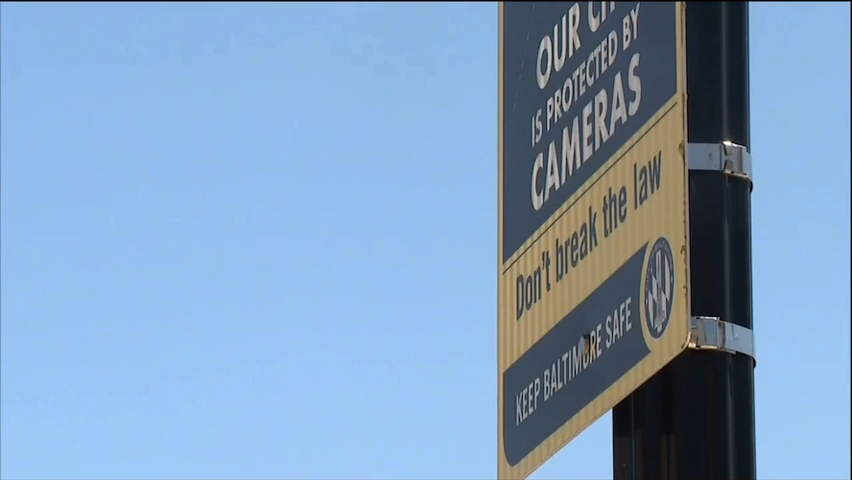 OUR CITY
IS PROTECTED BY
CAMERAS
Don't break the law
KEEP BALTIMORE SAFE